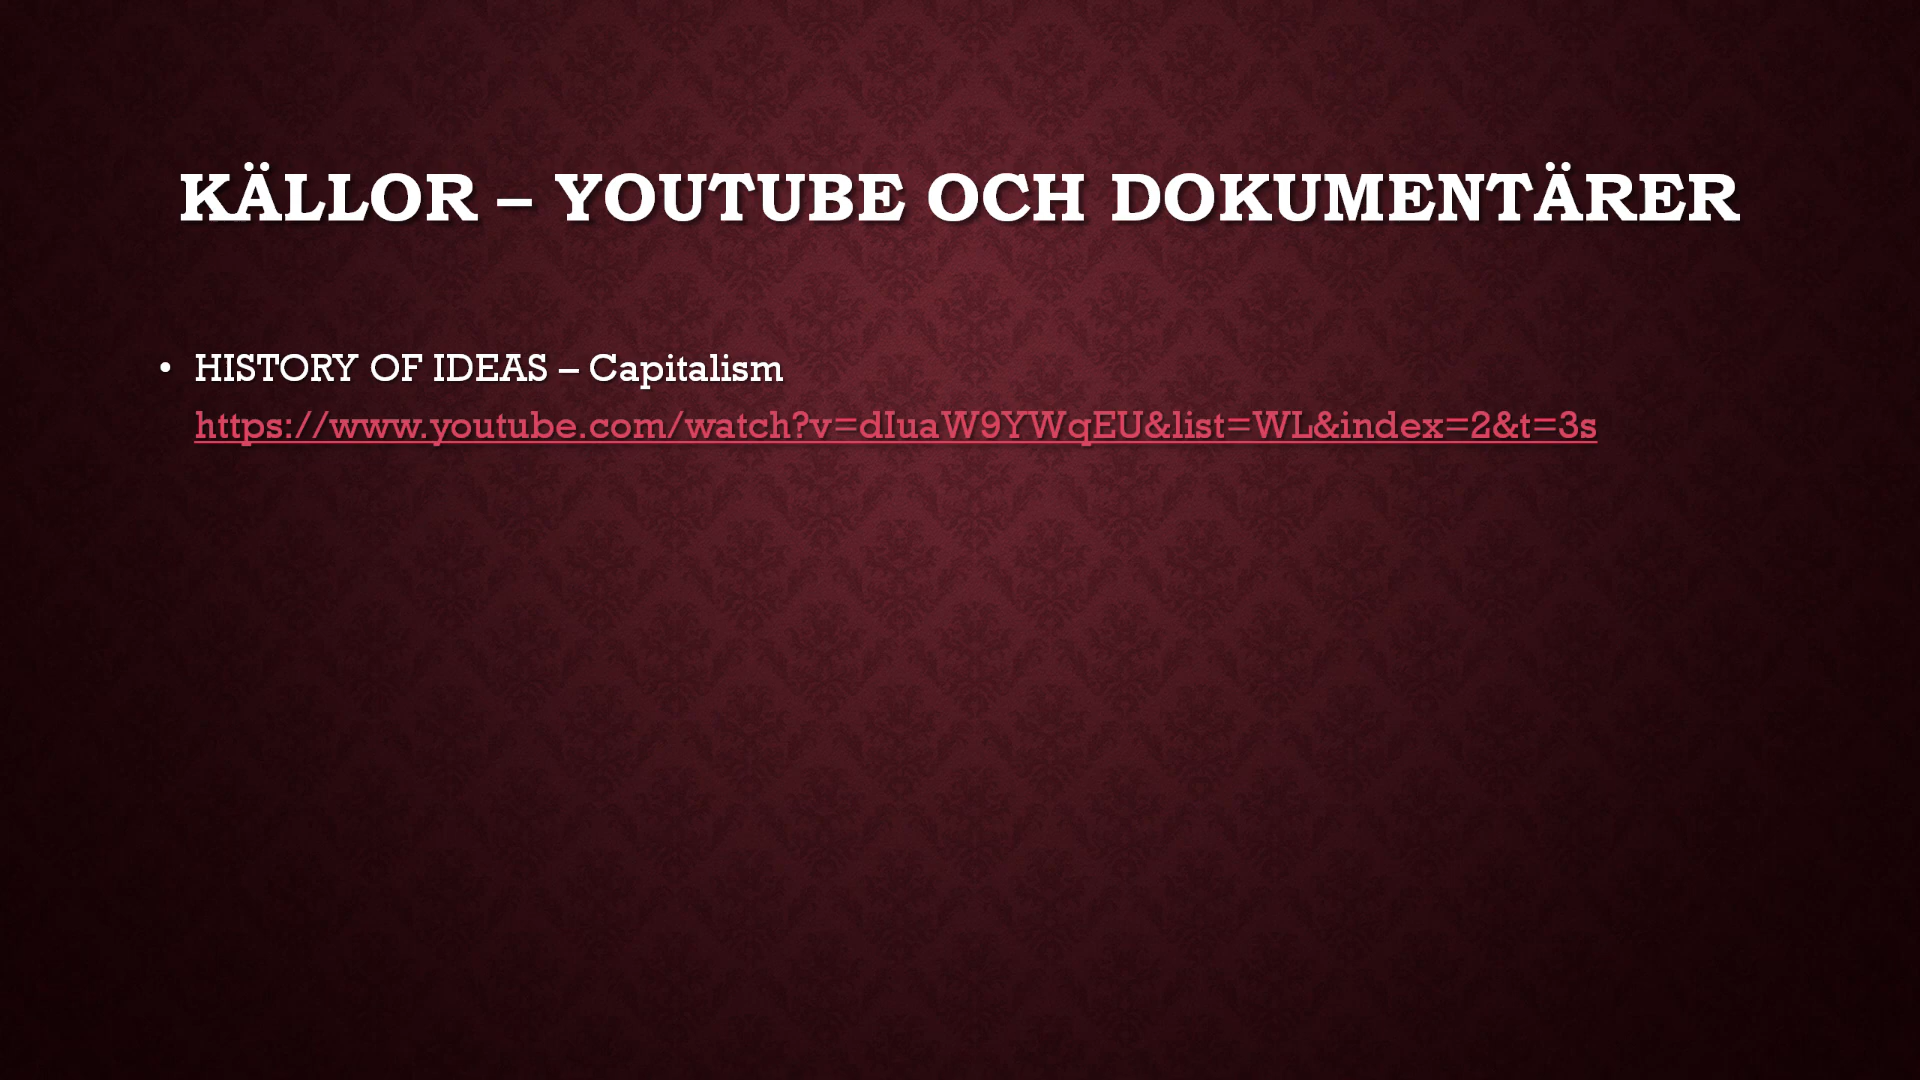 KÄLLOR – YOUTUBE OCH DOKUMENTÄRER
• HISTORY OF IDEAS – Capitalism
https://www.youtube.com/watch?v=dIuaW9YWqEU&list=WL&index=2&t=3s